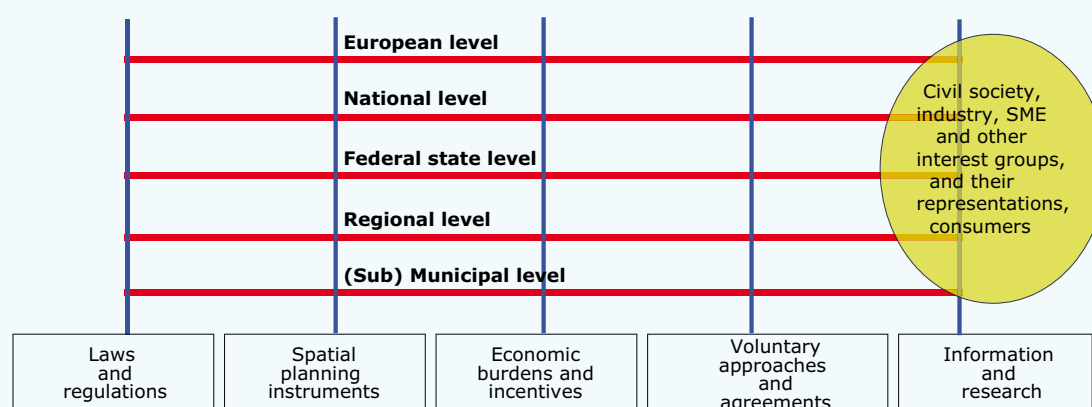 European level
National level
Federal state level
Regional level
(Sub) Municipal level
Civil society,
industry, SME
and other
interest groups,
and their
representations,
consumers
Laws
and
regulations
Spatial
planning
instruments
Economic
burdens and
incentives
Voluntary
approaches
and
agreements
Information
and
research